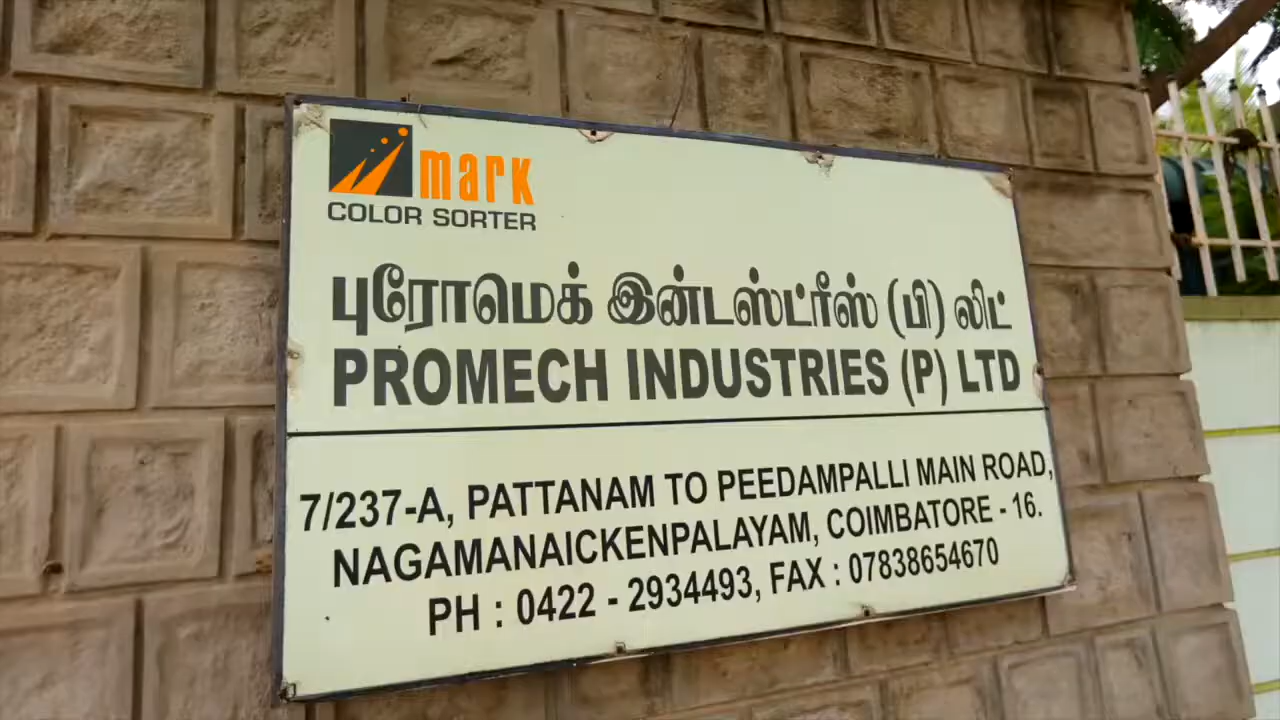 mark
COLOR SORTER
புரோமெக் இன்டஸ்ட்ரீஸ் (பி) லிட்
PROMECH INDUSTRIES (P) LTD
7/237-A, PATTANAM TO PEEDAMPALLI MAIN ROAD,
NAGAMANAICKENPALAYAM, COIMBATORE - 16.
PH : 0422 - 2934493, FAX : 07838654670